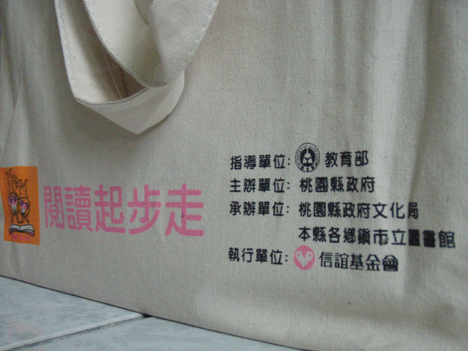 閱讀起步走
指導單位: 教育部
主辦單位: 桃園縣政府
承辦單位: 桃園縣政府文化局
本縣各鄉鎮市立圖書館
執行單位: 信誼基金會